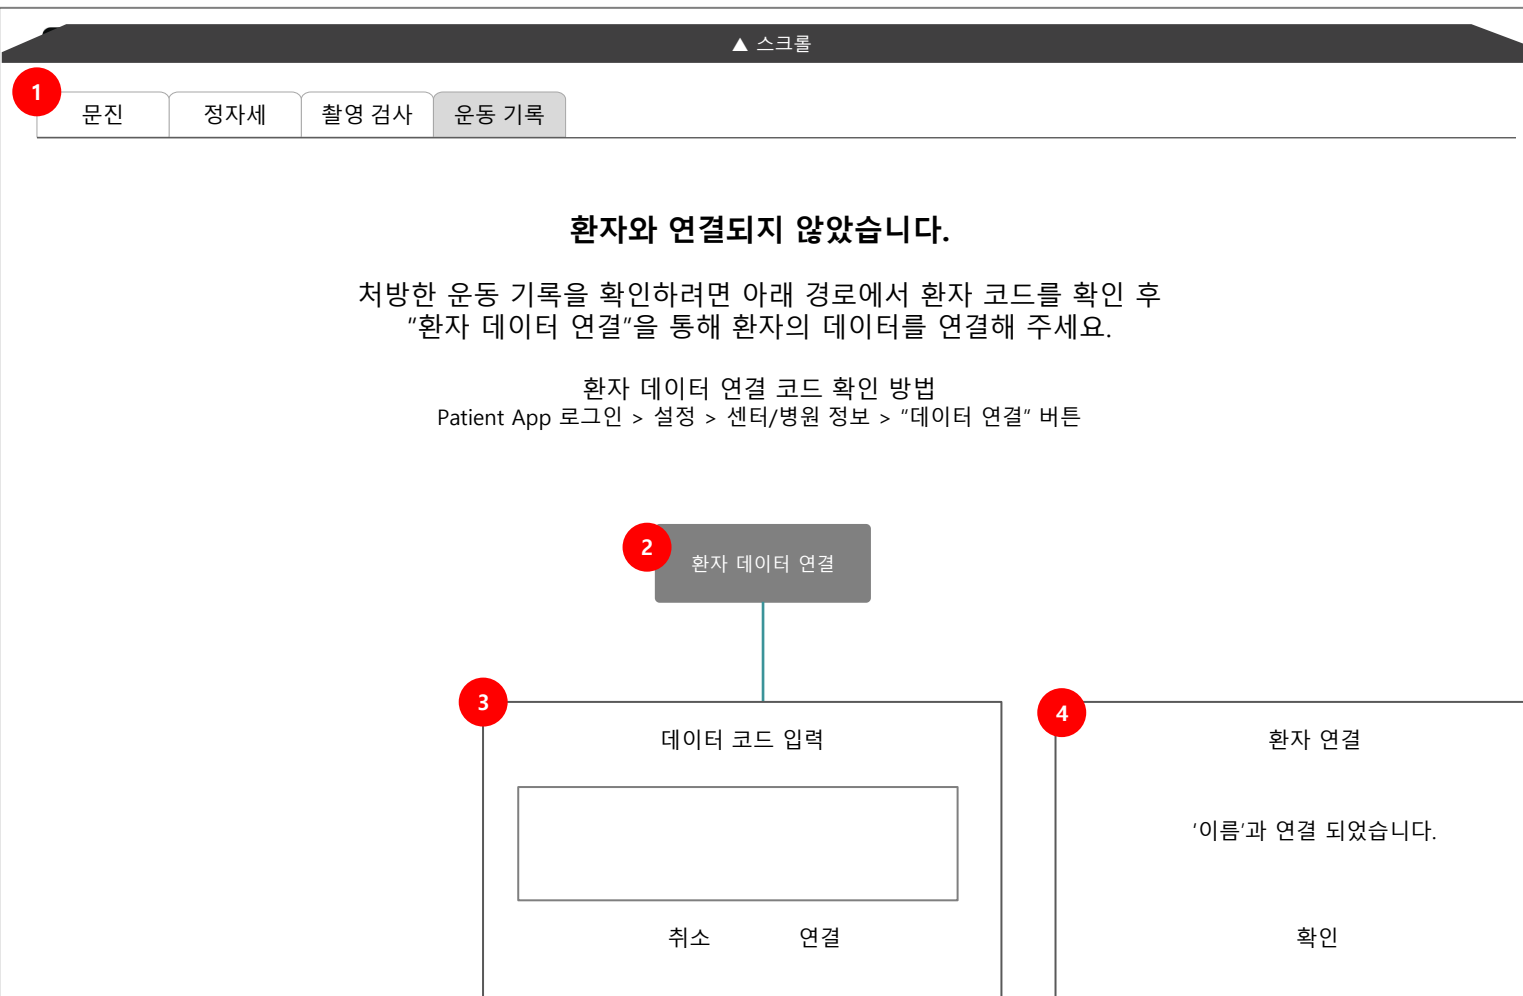 ▲ 스크롤
1
문진 정자세 촬영 검사 운동 기록
환자와 연결되지 않았습니다.
처방한 운동 기록을 확인하려면 아래 경로에서 환자 코드를 확인 후
“환자 데이터 연결”을 통해 환자의 데이터를 연결해 주세요.
환자 데이터 연결 코드 확인 방법
Patient App 로그인 > 설정 > 센터/병원 정보 > “데이터 연결” 버튼
2
환자 데이터 연결
3
데이터 코드 입력
취소 연결
4
환자 연결
‘이름’과 연결 되었습니다.
확인